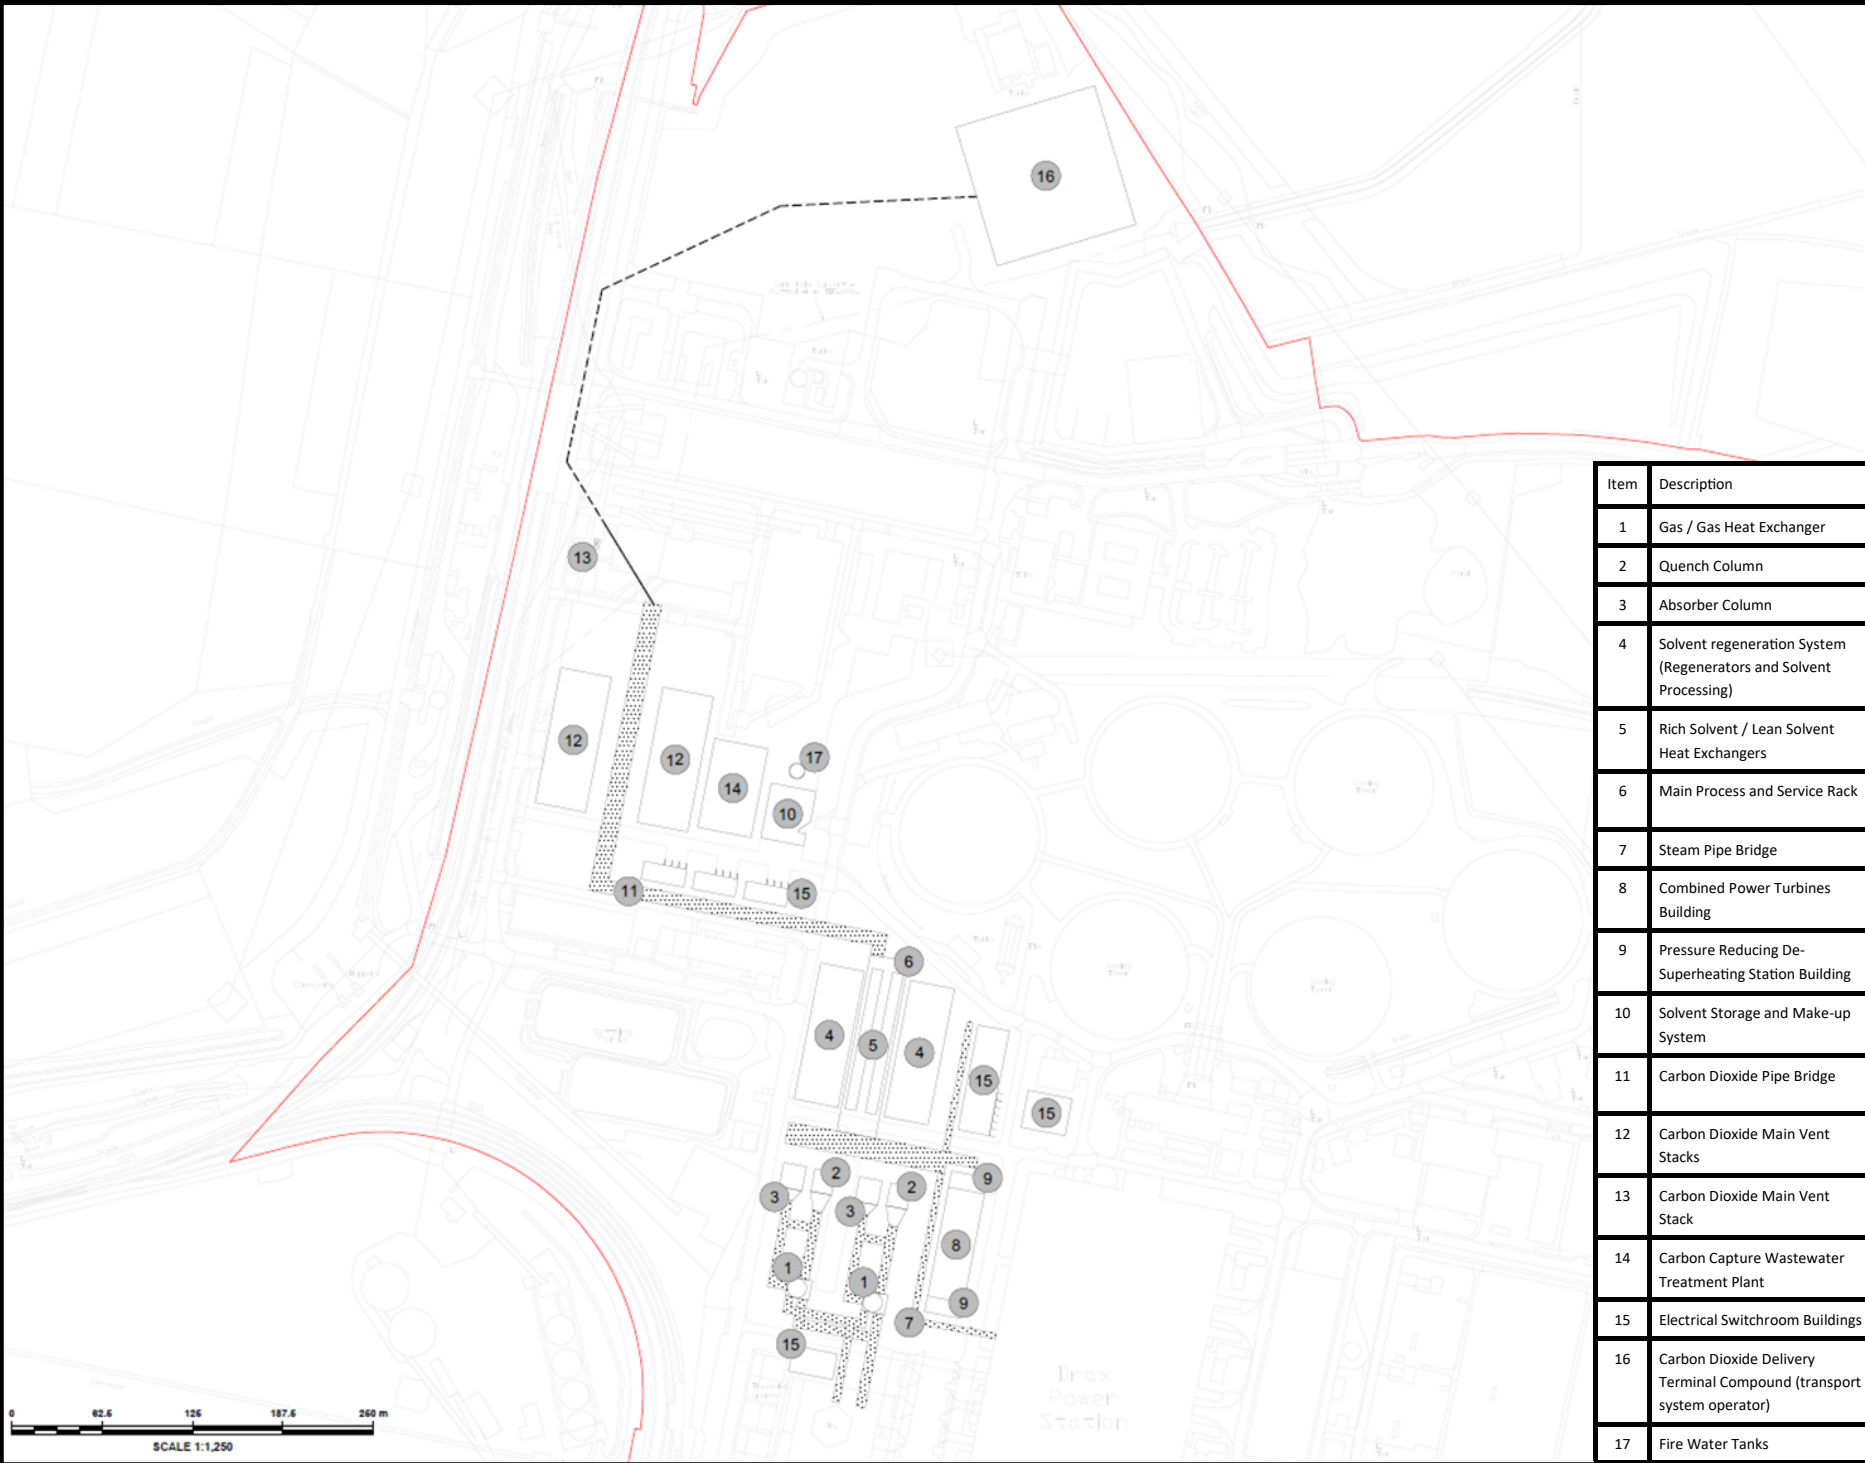 16
13
12
12
17
14
10
11
15
6
4
5
4
15
15
2
2
9
3
3
8
1
1
9
7
15
Drax
Power
Station
0 62.5 125 187.5 250 m
SCALE 1:1,250
Item Description
1 Gas / Gas Heat Exchanger
2 Quench Column
3 Absorber Column
4 Solvent regeneration System
(Regenerators and Solvent
Processing)
5 Rich Solvent / Lean Solvent
Heat Exchangers
6 Main Process and Service Rack
7 Steam Pipe Bridge
8 Combined Power Turbines
Building
9 Pressure Reducing De-
Superheating Station Building
10 Solvent Storage and Make-up
System
11 Carbon Dioxide Pipe Bridge
12 Carbon Dioxide Main Vent
Stacks
13 Carbon Dioxide Main Vent
Stack
14 Carbon Capture Wastewater
Treatment Plant
15 Electrical Switchroom Buildings
16 Carbon Dioxide Delivery
Terminal Compound (transport
system operator)
17 Fire Water Tanks